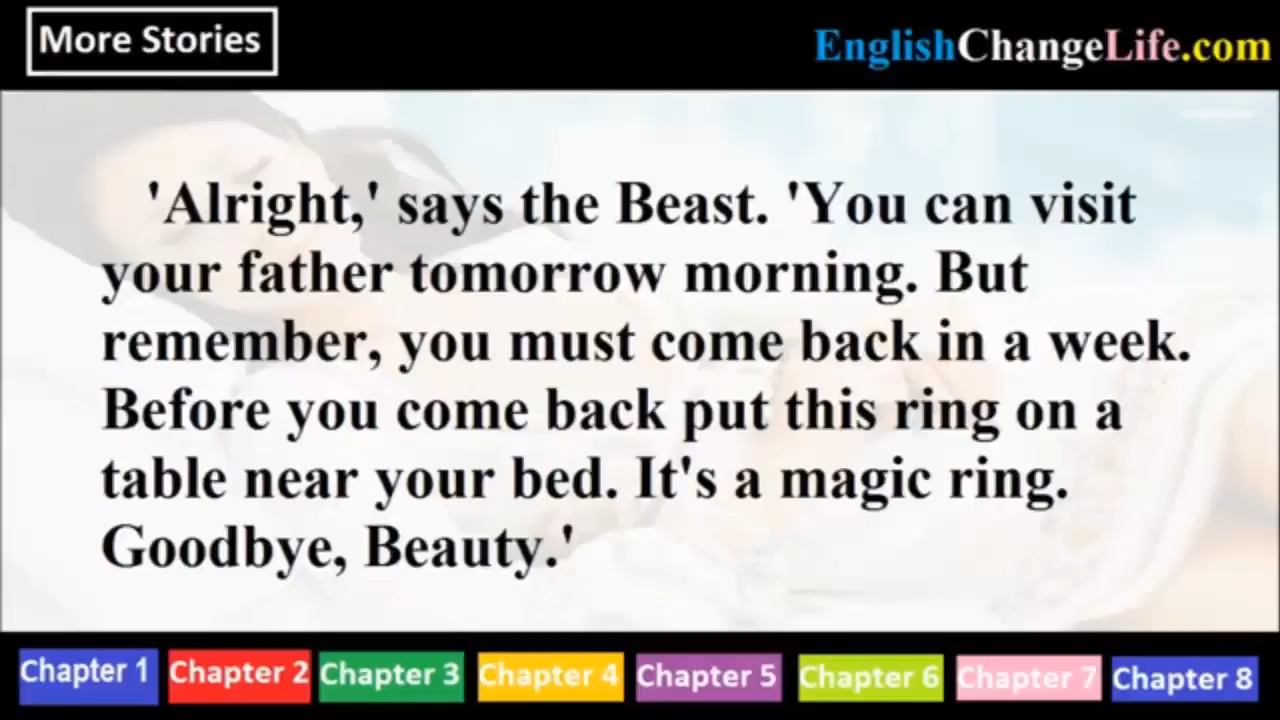 More Stories
EnglishChangeLife.com
'Alright,' says the Beast. 'You can visit
your father tomorrow morning. But
remember, you must come back in a week.
Before you come back put this ring on a
table near your bed. It's a magic ring.
Goodbye, Beauty.'
Chapter 1 Chapter 2 Chapter 3 Chapter 4 Chapter 5 Chapter 6 Chapter 7 Chapter 8